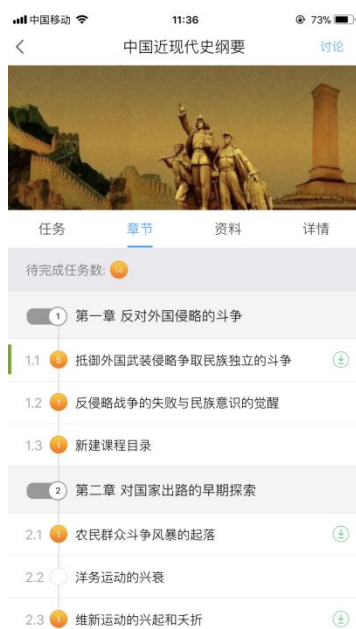 中国移动 11:36 73%
中国近现代史纲要 讨论
任务 章节 资料 详情
待完成任务数: 14
1 第一章 反对外国侵略的斗争
1.1 5 抵御外国武装侵略争取民族独立的斗争
1.2 1 反侵略战争的失败与民族意识的觉醒
1.3 1 新建课程目录
2 第二章 对国家出路的早期探索
2.1 1 农民群众斗争风暴的起落
2.2 洋务运动的兴衰
2.3 1 维新运动的兴起和夭折